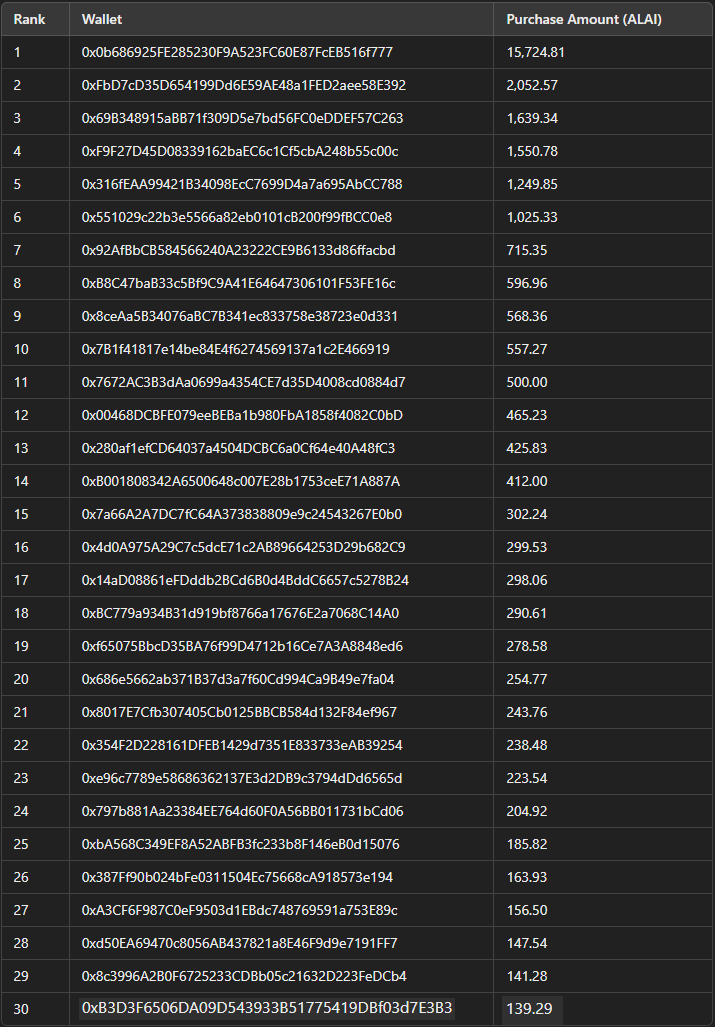 Rank Wallet Purchase Amount (ALAI)
1 0x0b686925FE285230F9A523FC60E87FcEB516f777 15,724.81
2 0xFbD7cD35D654199Dd6E59AE48a1FED2aee58E392 2,052.57
3 0x69B348915aBB71f309D5e7bd56FC0eDDEF57C263 1,639.34
4 0xF9F27D45D08339162baEC6c1Cf5cbA248b55c00c 1,550.78
5 0x316fEAA99421B34098EcC7699D4a7a695AbCC788 1,249.85
6 0x551029c22b3e5566a82eb0101cB200f99fBCC0e8 1,025.33
7 0x92AfBbCB584566240A23222CE9B6133d86ffacbd 715.35
8 0xB8C47baB33c5Bf9C9A41E64647306101F53FE16c 596.96
9 0x8ceAa5B34076aBC7B341ec833758e38723e0d331 568.36
10 0x7B1f41817e14be84E4f6274569137a1c2E466919 557.27
11 0x7672AC3B3dAa0699a4354CE7d35D4008cd0884d7 500.00
12 0x00468DCBFE079eeBEBa1b980FbA1858f4082C0bD 465.23
13 0x280af1efCD64037a4504DCBC6a0Cf64e40A48fC3 425.83
14 0xB001808342A6500648c007E28b1753ceE71A887A 412.00
15 0x7a66A2A7DC7fC64A373838809e9c24543267E0b0 302.24
16 0x4d0A975A29C7c5dcE71c2AB89664253D29b682C9 299.53
17 0x14aD08861eFDddb2BCd6B0d4BddC6657c5278B24 298.06
18 0xBC779a934B31d919bf8766a17676E2a7068C14A0 290.61
19 0xf65075BbcD35BA76f99D4712b16Ce7A3A8848ed6 278.58
20 0x686e5662ab371B37d3a7f60Cd994Ca9B49e7fa04 254.77
21 0x8017E7Cfb307405Cb0125BBCB584d132F84ef967 243.76
22 0x354F2D228161DFEB1429d7351E833733eAB39254 238.48
23 0xe96c7789e58686362137E3d2DB9c3794dDd6565d 223.54
24 0x797b881Aa23384EE764d60F0A56BB011731bCd06 204.92
25 0xbA568C349EF8A52ABFB3fc233b8F146eB0d15076 185.82
26 0x387Ff90b024bFe0311504Ec75668cA918573e194 163.93
27 0xA3CF6F987C0eF9503d1EBdc748769591a753E89c 156.50
28 0xd50EA69470c8056AB437821a8E46F9d9e7191FF7 147.54
29 0x8c3996A2B0F6725233CDBb05c21632D223FeDCb4 141.28
30 0xB3D3F6506DA09D543933B51775419DBf03d7E3B3 139.29